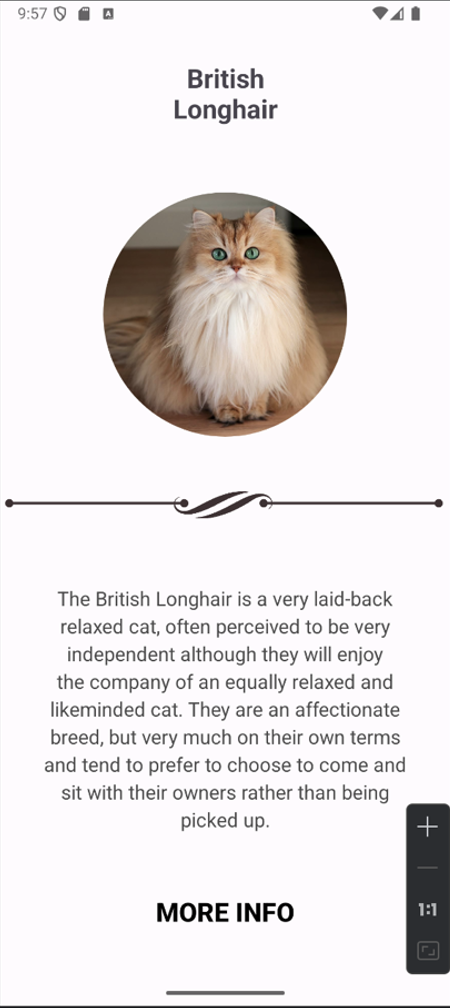 9:57
British
Longhair
The British Longhair is a very laid-back
relaxed cat, often perceived to be very
independent although they will enjoy
the company of an equally relaxed and
likeminded cat. They are an affectionate
breed, but very much on their own terms
and tend to prefer to choose to come and
sit with their owners rather than being
picked up.
1:1
MORE INFO